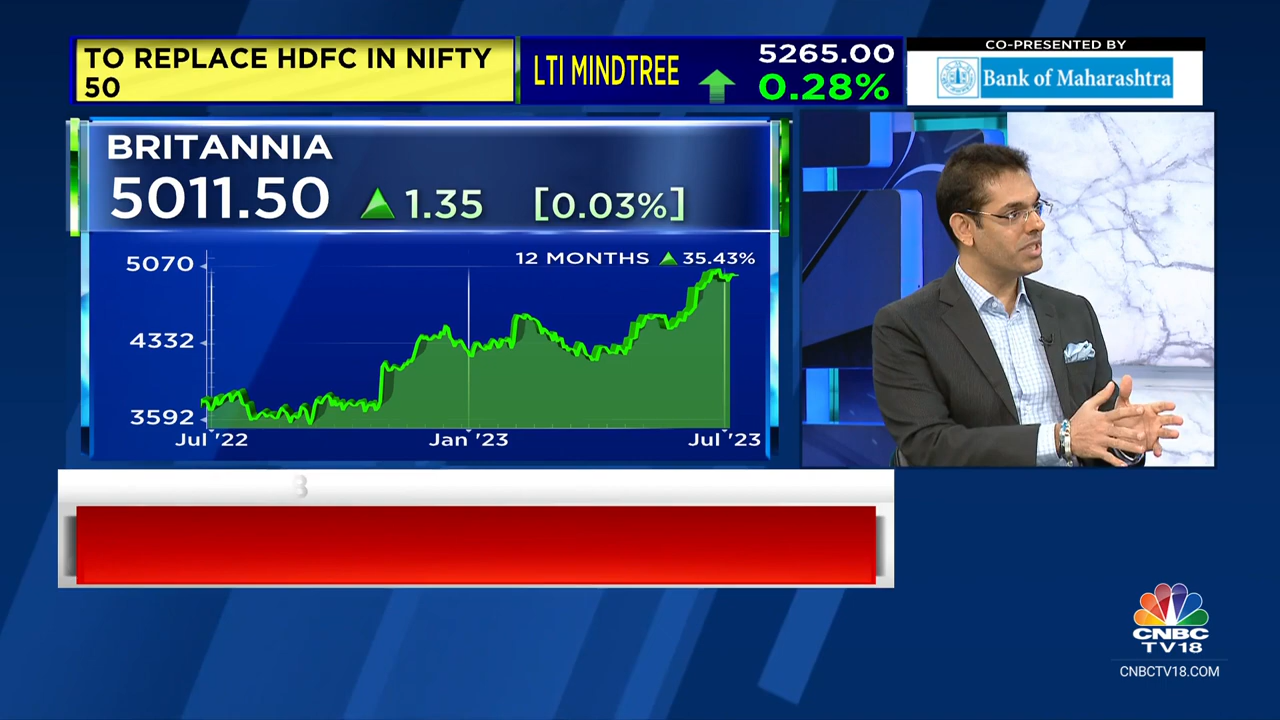 TO REPLACE HDFC IN NIFTY
50
LTI MINDTREE
5265.00
0.28%
CO-PRESENTED BY
Bank of Maharashtra
BRITANNIA
5011.50
1.35
[0.03%]
12 MONTHS 35.43%
5070
4332
3592
Jul '22
Jan '23
Jul '23
CNBC
TV18
CNBCTV18.COM